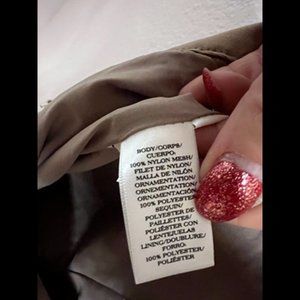 BODY/CORPS/
CUERPO:
100% NYLON MESH/
FILET DE NYLON/
MALLA DE NILÓN
ORNAMENTATION/
ORNEMENTATION/
ORNAMENTACIÓN
100% POLYESTER
SEQUIN/
POLYESTER DE
PAILLETTES/
POLIÉSTER CON
LENTEJUELAS
LINING/DOUBLURE/
FORRO:
100% POLYESTER/
POLYESTER/
POLIÉSTER